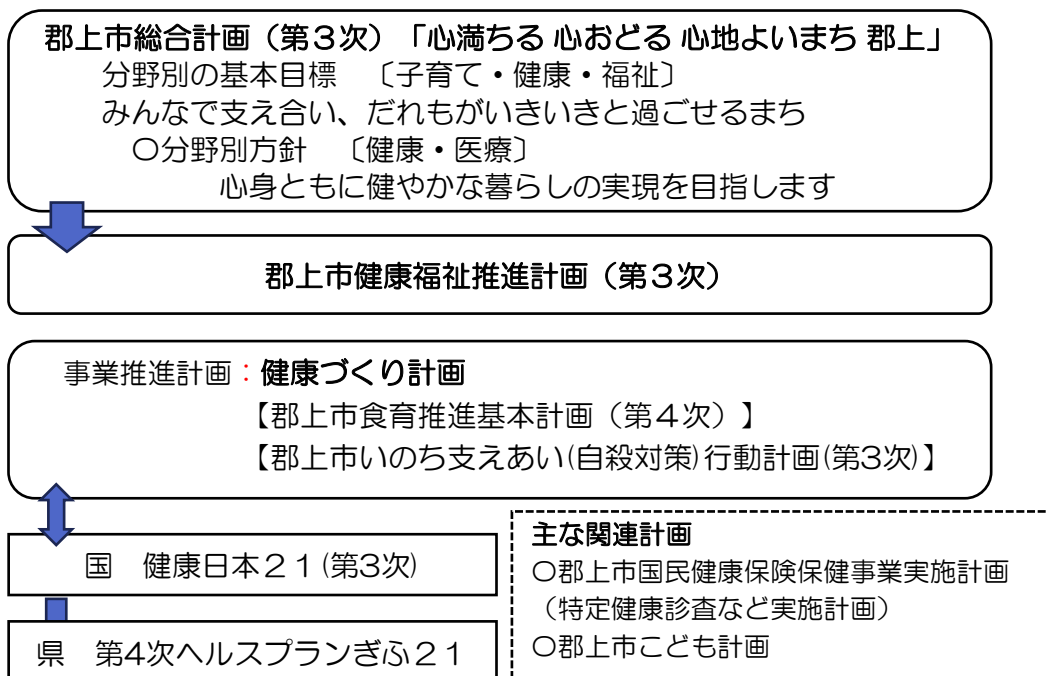 郡上市総合計画（第３次）「心満ちる 心おどる 心地よいまち 郡上」
分野別の基本目標　〔子育て・健康・福祉〕
みんなで支え合い、だれもがいきいきと過ごせるまち
〇分野別方針　〔健康・医療〕
心身ともに健やかな暮らしの実現を目指します
郡上市健康福祉推進計画（第３次）
事業推進計画：健康づくり計画
【郡上市食育推進基本計画（第４次）】
【郡上市いのち支えあい(自殺対策)行動計画(第3次)】
国　健康日本２１(第3次)
県　第4次ヘルスプランぎふ２１
主な関連計画
〇郡上市国民健康保険保健事業実施計画
（特定健康診査など実施計画）
〇郡上市こども計画